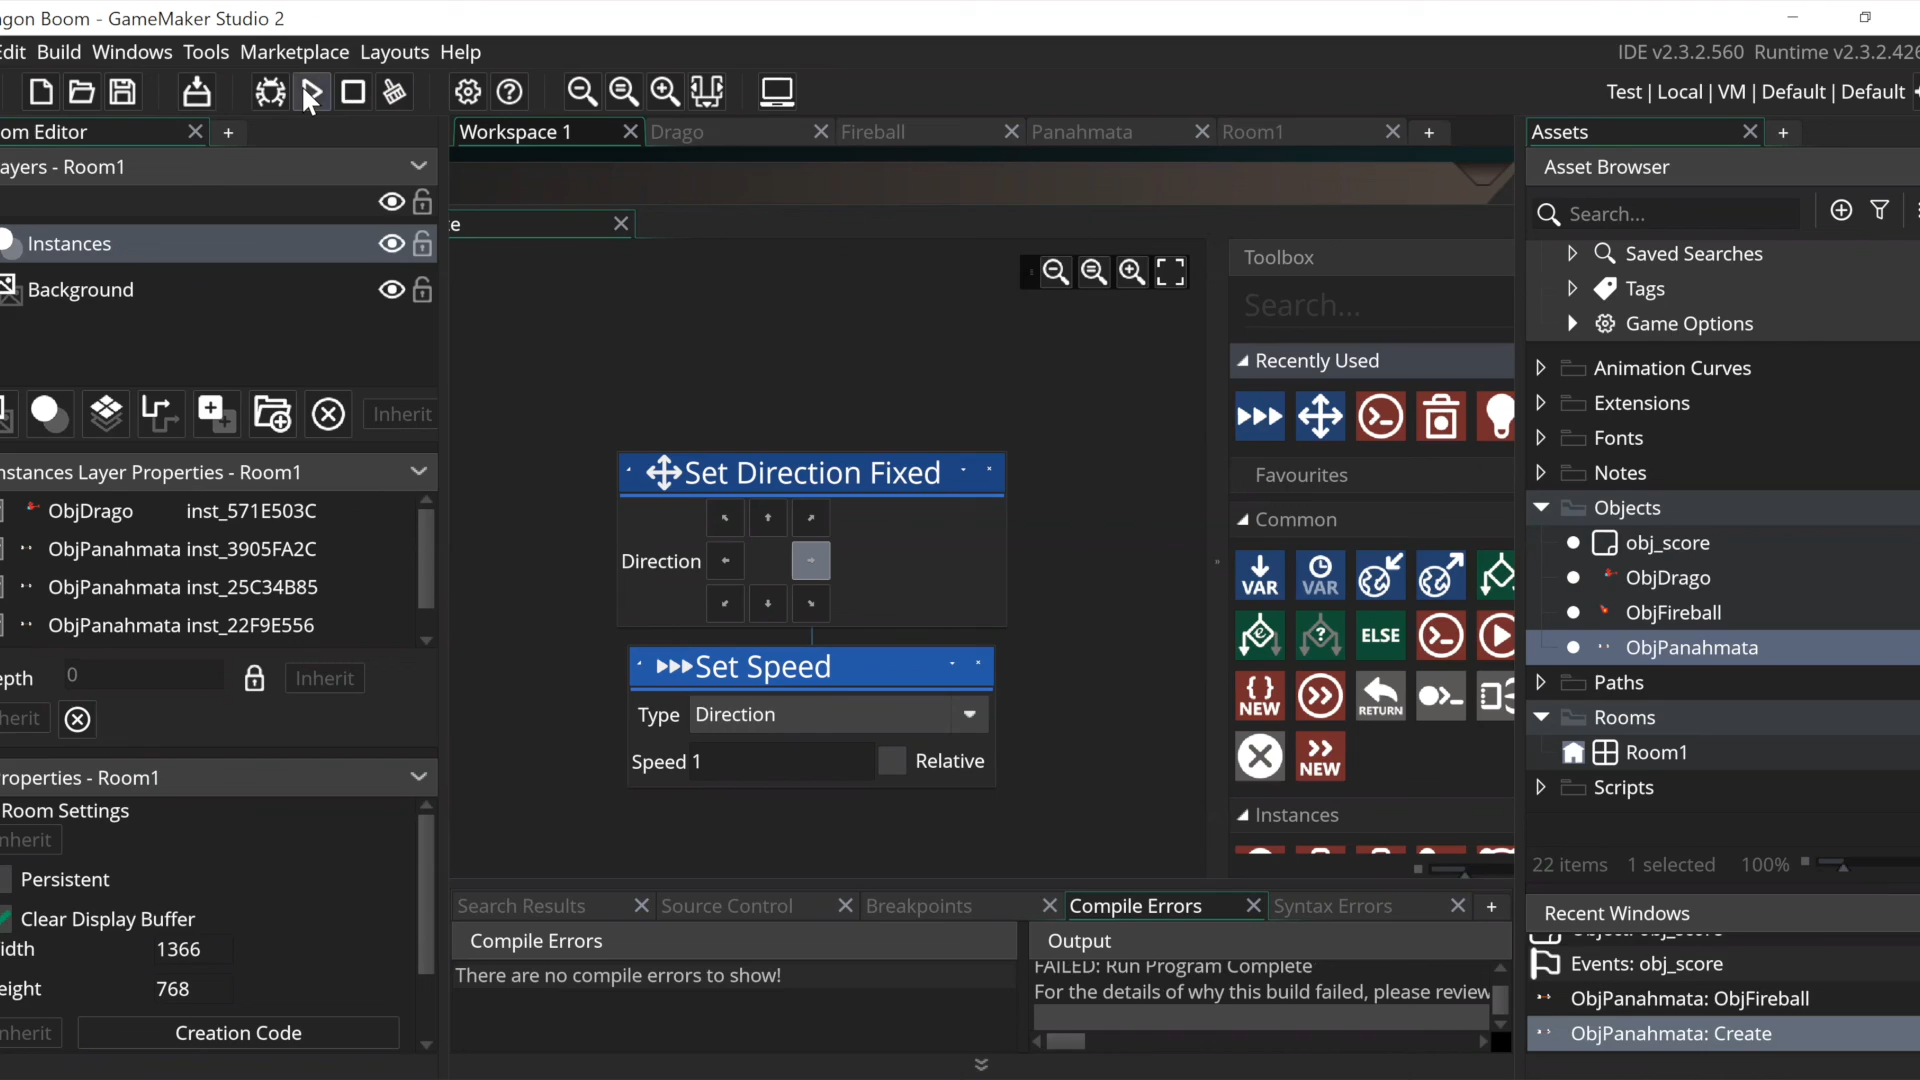 gon Boom - GameMaker Studio 2
Edit Build Windows Tools Marketplace Layouts Help
IDE v2.3.2.560 Runtime v2.3.2.426
Test | Local | VM | Default | Default
om Editor
Workspace 1
Drago
Fireball
Panahmata
Room1
Assets
ayers - Room1
Asset Browser
Search...
Instances
Background
Inherit
e
Toolbox
Search...
Recently Used
Favourites
Common
VAR
VAR
ELSE
NEW
RETURN
NEW
Instances
Saved Searches
Tags
Game Options
Animation Curves
Extensions
Fonts
Notes
Objects
obj_score
ObjDrago
ObjFireball
ObjPanahmata
Paths
Rooms
Room1
Scripts
22 items 1 selected 100%
nstances Layer Properties - Room1
ObjDrago inst_571E503C
ObjPanahmata inst_3905FA2C
ObjPanahmata inst_25C34B85
ObjPanahmata inst_22F9E556
epth 0 Inherit
herit
Set Direction Fixed
Direction
Set Speed
Type Direction
Speed 1 Relative
roperties - Room1
Room Settings
nherit
Persistent
Clear Display Buffer
idth 1366
eight 768
nherit Creation Code
Search Results
Source Control
Breakpoints
Compile Errors
Syntax Errors
Compile Errors
There are no compile errors to show!
Output
FAILED: Run Program Complete
For the details of why this build failed, please review
Recent Windows
Events: obj_score
ObjPanahmata: ObjFireball
ObjPanahmata: Create